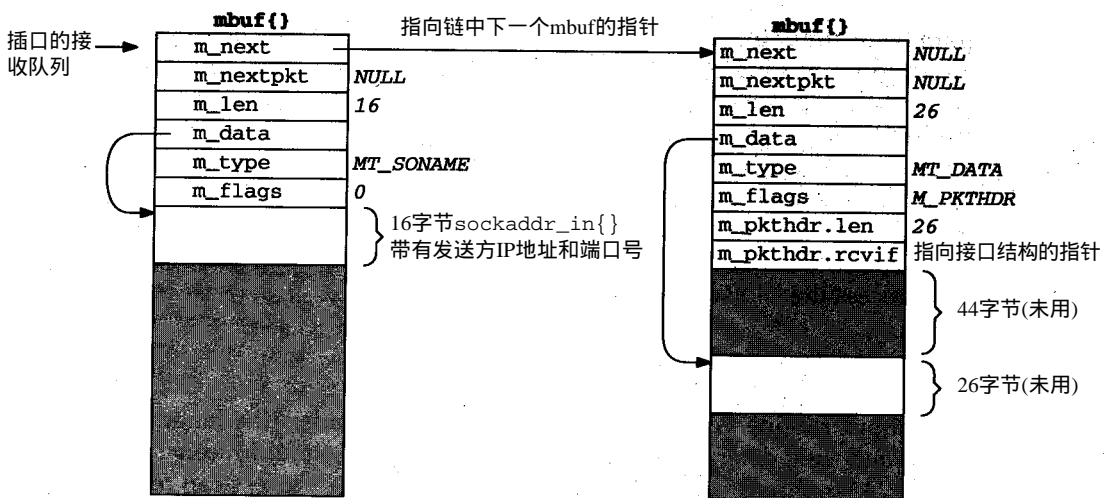 mbuf{}
插口的接
收队列
指向链中下一个mbuf的指针
m_next
m_nextpkt NULL
m_len 16
m_data
m_type MT_SONAME
m_flags 0
16字节sockaddr_in{}
带有发送方IP地址和端口号
mbuf{}
m_next NULL
m_nextpkt NULL
m_len 26
m_data
m_type MT_DATA
m_flags M_PKTHDR
m_pkthdr.len 26
m_pkthdr.rcvif 指向接口结构的指针
44字节(未用)
26字节(未用)